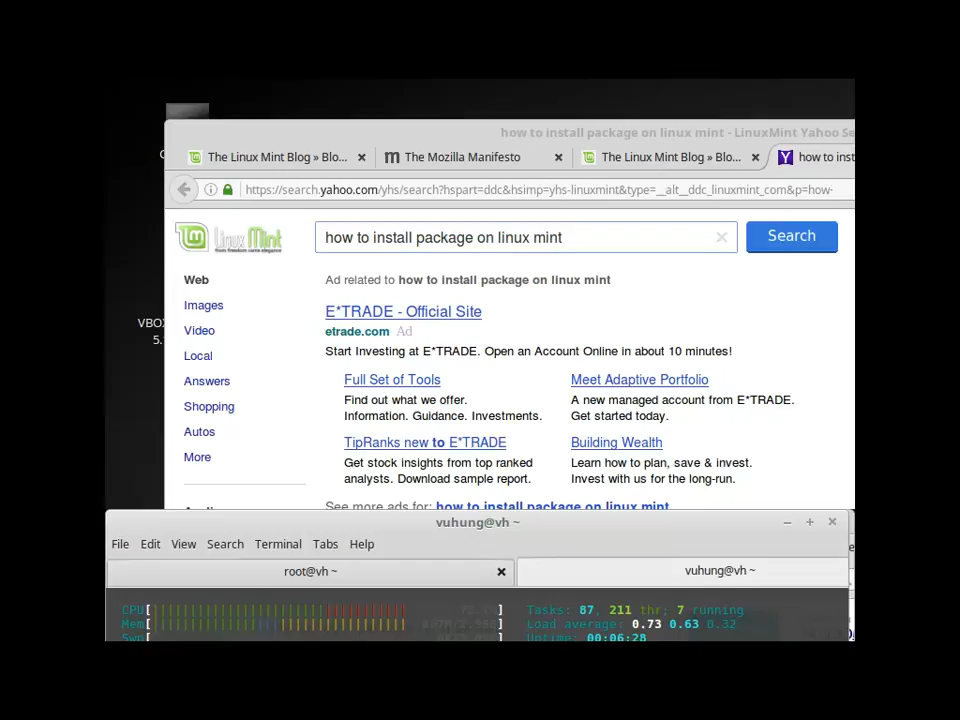 how to install package on linux mint - LinuxMint Yahoo Se
The Linux Mint Blog » Blo... The Mozilla Manifesto The Linux Mint Blog » Blo... how to inst
https://search.yahoo.com/yhs/search?hspart=ddc&hsimp=yhs-linuxmint&type=__alt__ddc_linuxmint_com&p=how-
Linux Mint
from freedom came elegance
how to install package on linux mint
Search
Web
Images
Video
Local
Answers
Shopping
Autos
More
Ad related to how to install package on linux mint
E*TRADE - Official Site
etrade.com Ad
Start Investing at E*TRADE. Open an Account Online in about 10 minutes!
Full Set of Tools
Find out what we offer.
Information. Guidance. Investments.
Meet Adaptive Portfolio
A new managed account from E*TRADE.
Get started today.
TipRanks new to E*TRADE
Get stock insights from top ranked
analysts. Download sample report.
Building Wealth
Learn how to plan, save & invest.
Invest with us for the long-run.
See more ads for: how to install package on linux mint
VBOX
5.
vuhung@vh ~
File Edit View Search Terminal Tabs Help
root@vh ~ vuhung@vh ~
CPU[ ] Tasks: 87, 211 thr; 7 running
Mem[ ] Load average: 0.73 0.63 0.32
Swp[ ] Uptime: 00:06:28